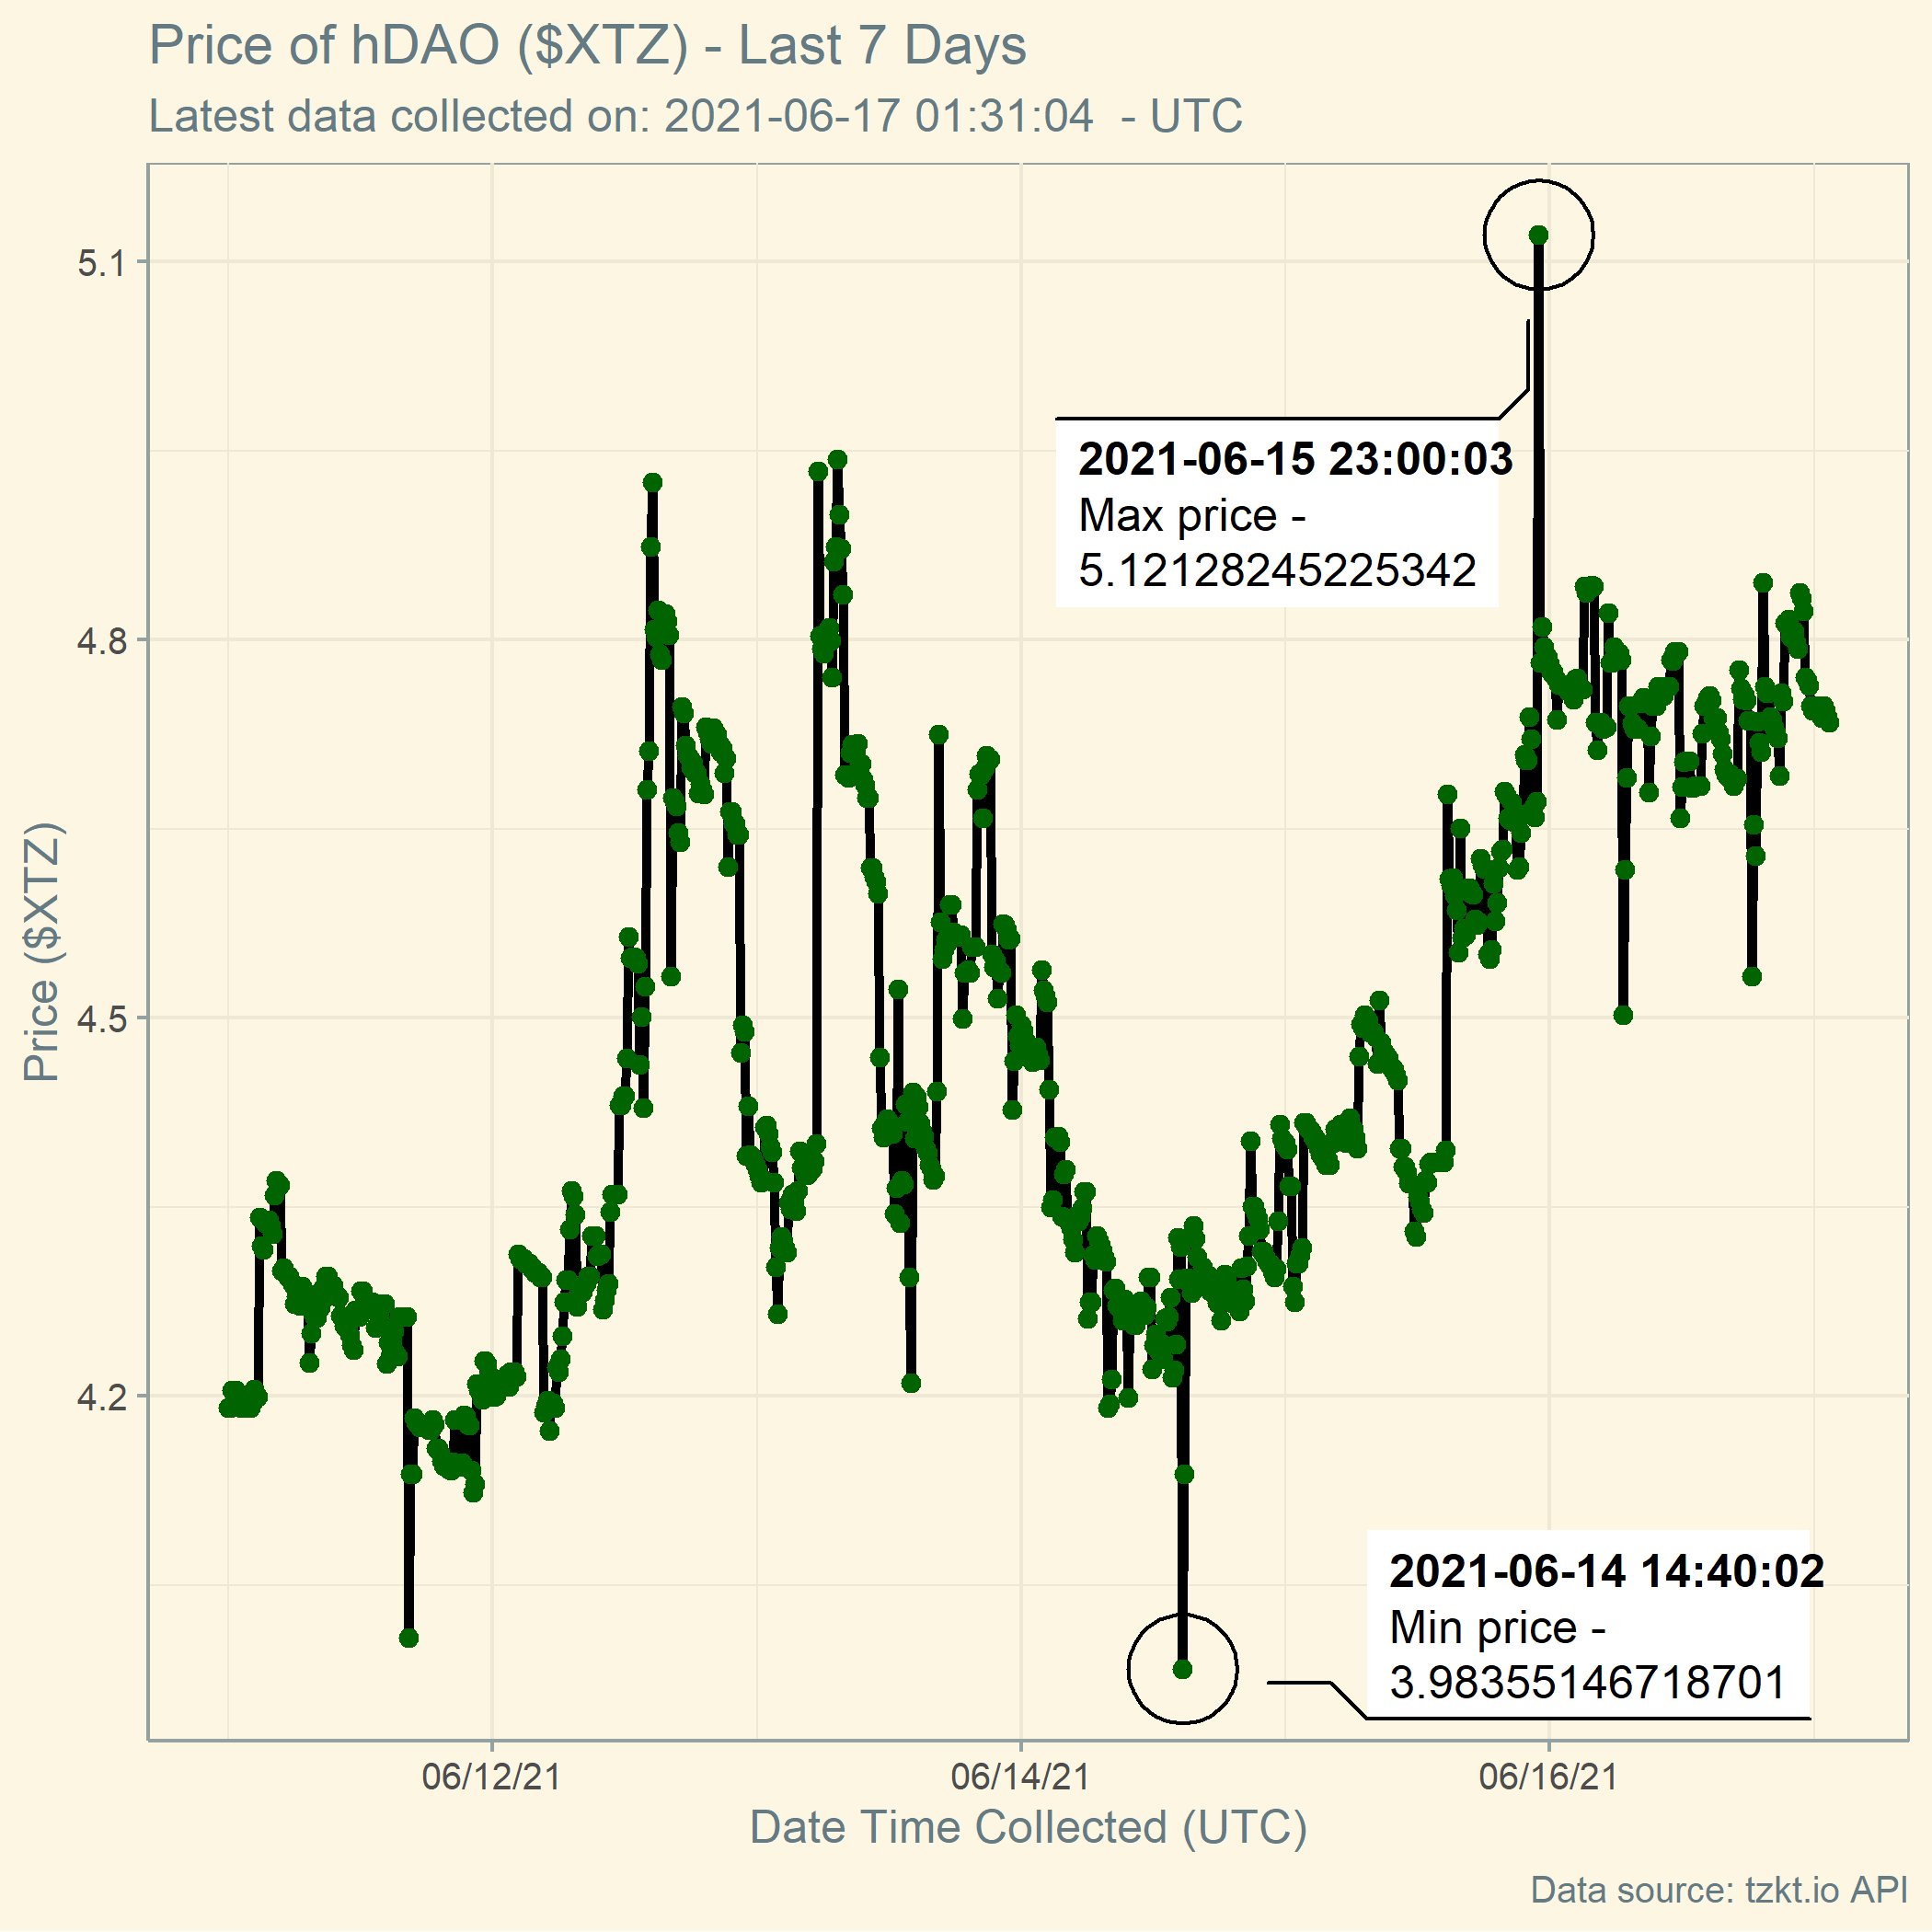 Price of hDAO ($XTZ) - Last 7 Days
Latest data collected on: 2021-06-17 01:31:04  - UTC
5.1
4.8
4.5
4.2
Price ($XTZ)
2021-06-15 23:00:03
Max price -
5.12128245225342
2021-06-14 14:40:02
Min price -
3.98355146718701
06/12/21
06/14/21
06/16/21
Date Time Collected (UTC)
Data source: tzkt.io API